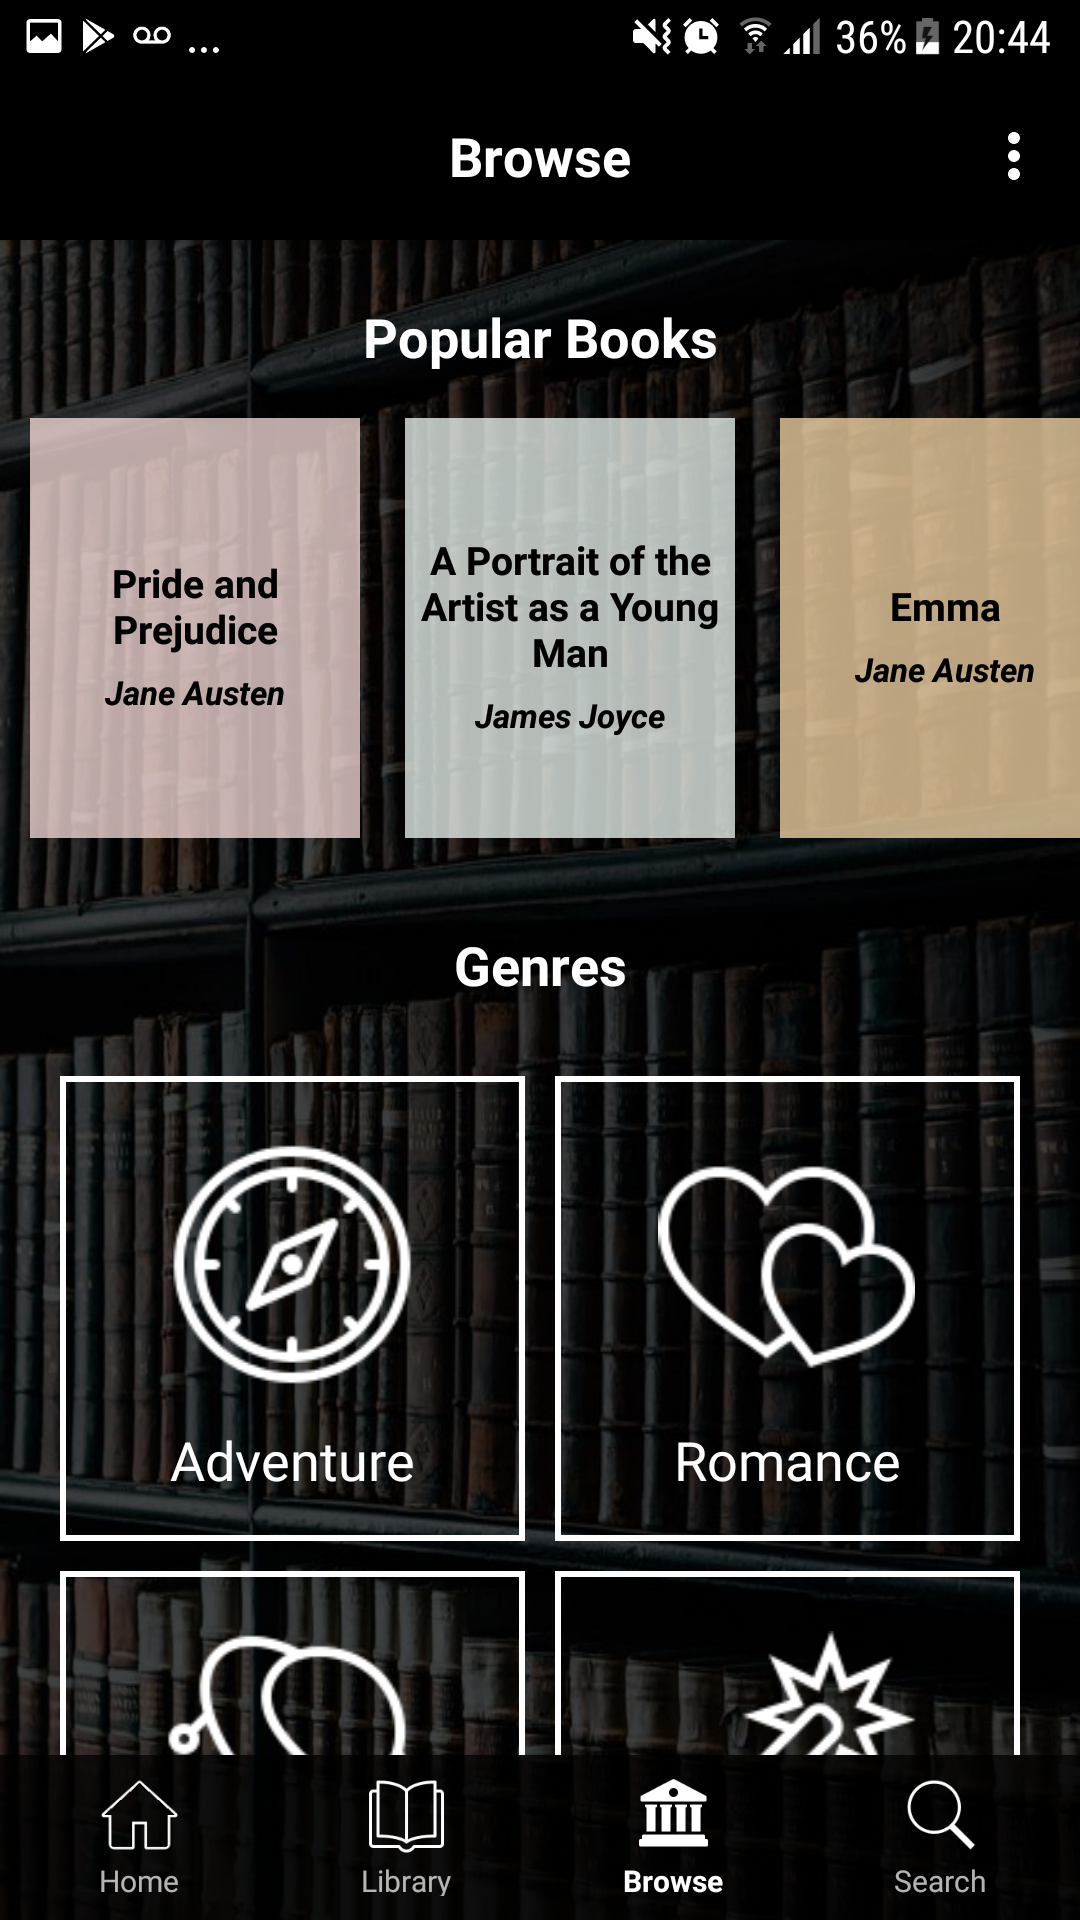 ... 36% 20:44
Browse
Popular Books
Pride and
Prejudice
Jane Austen
A Portrait of the
Artist as a Young
Man
James Joyce
Emma
Jane Austen
Genres
Adventure
Romance
Home
Library
Browse
Search